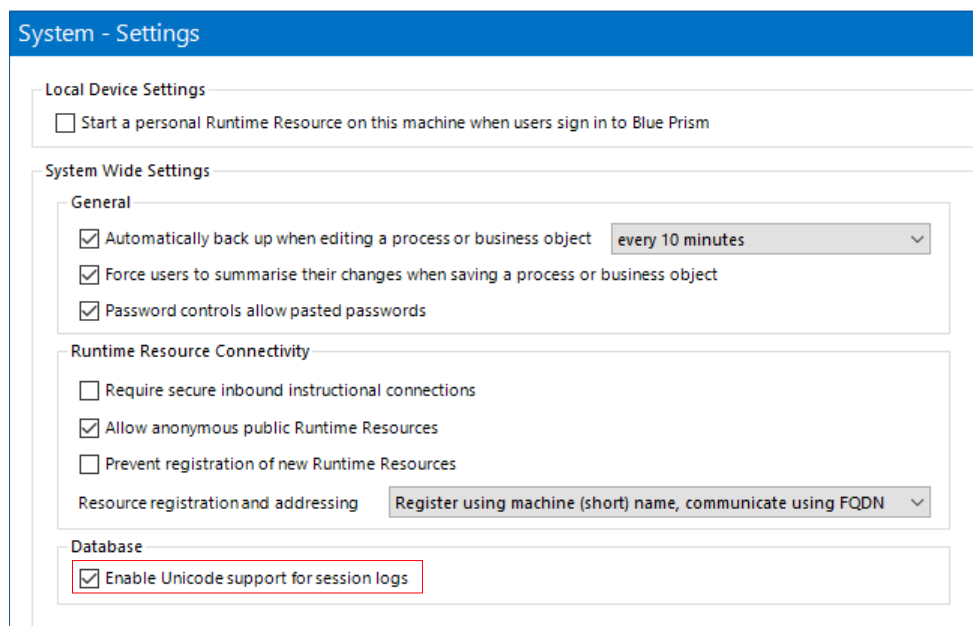 System - Settings
Local Device Settings
Start a personal Runtime Resource on this machine when users sign in to Blue Prism
System Wide Settings
General
Automatically back up when editing a process or business object every 10 minutes
Force users to summarise their changes when saving a process or business object
Password controls allow pasted passwords
Runtime Resource Connectivity
Require secure inbound instructional connections
Allow anonymous public Runtime Resources
Prevent registration of new Runtime Resources
Resource registration and addressing Register using machine (short) name, communicate using FQDN
Database
Enable Unicode support for session logs